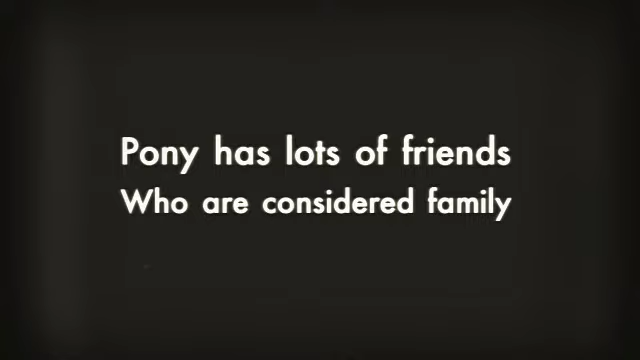 Pony has lots of friends
Who are considered family